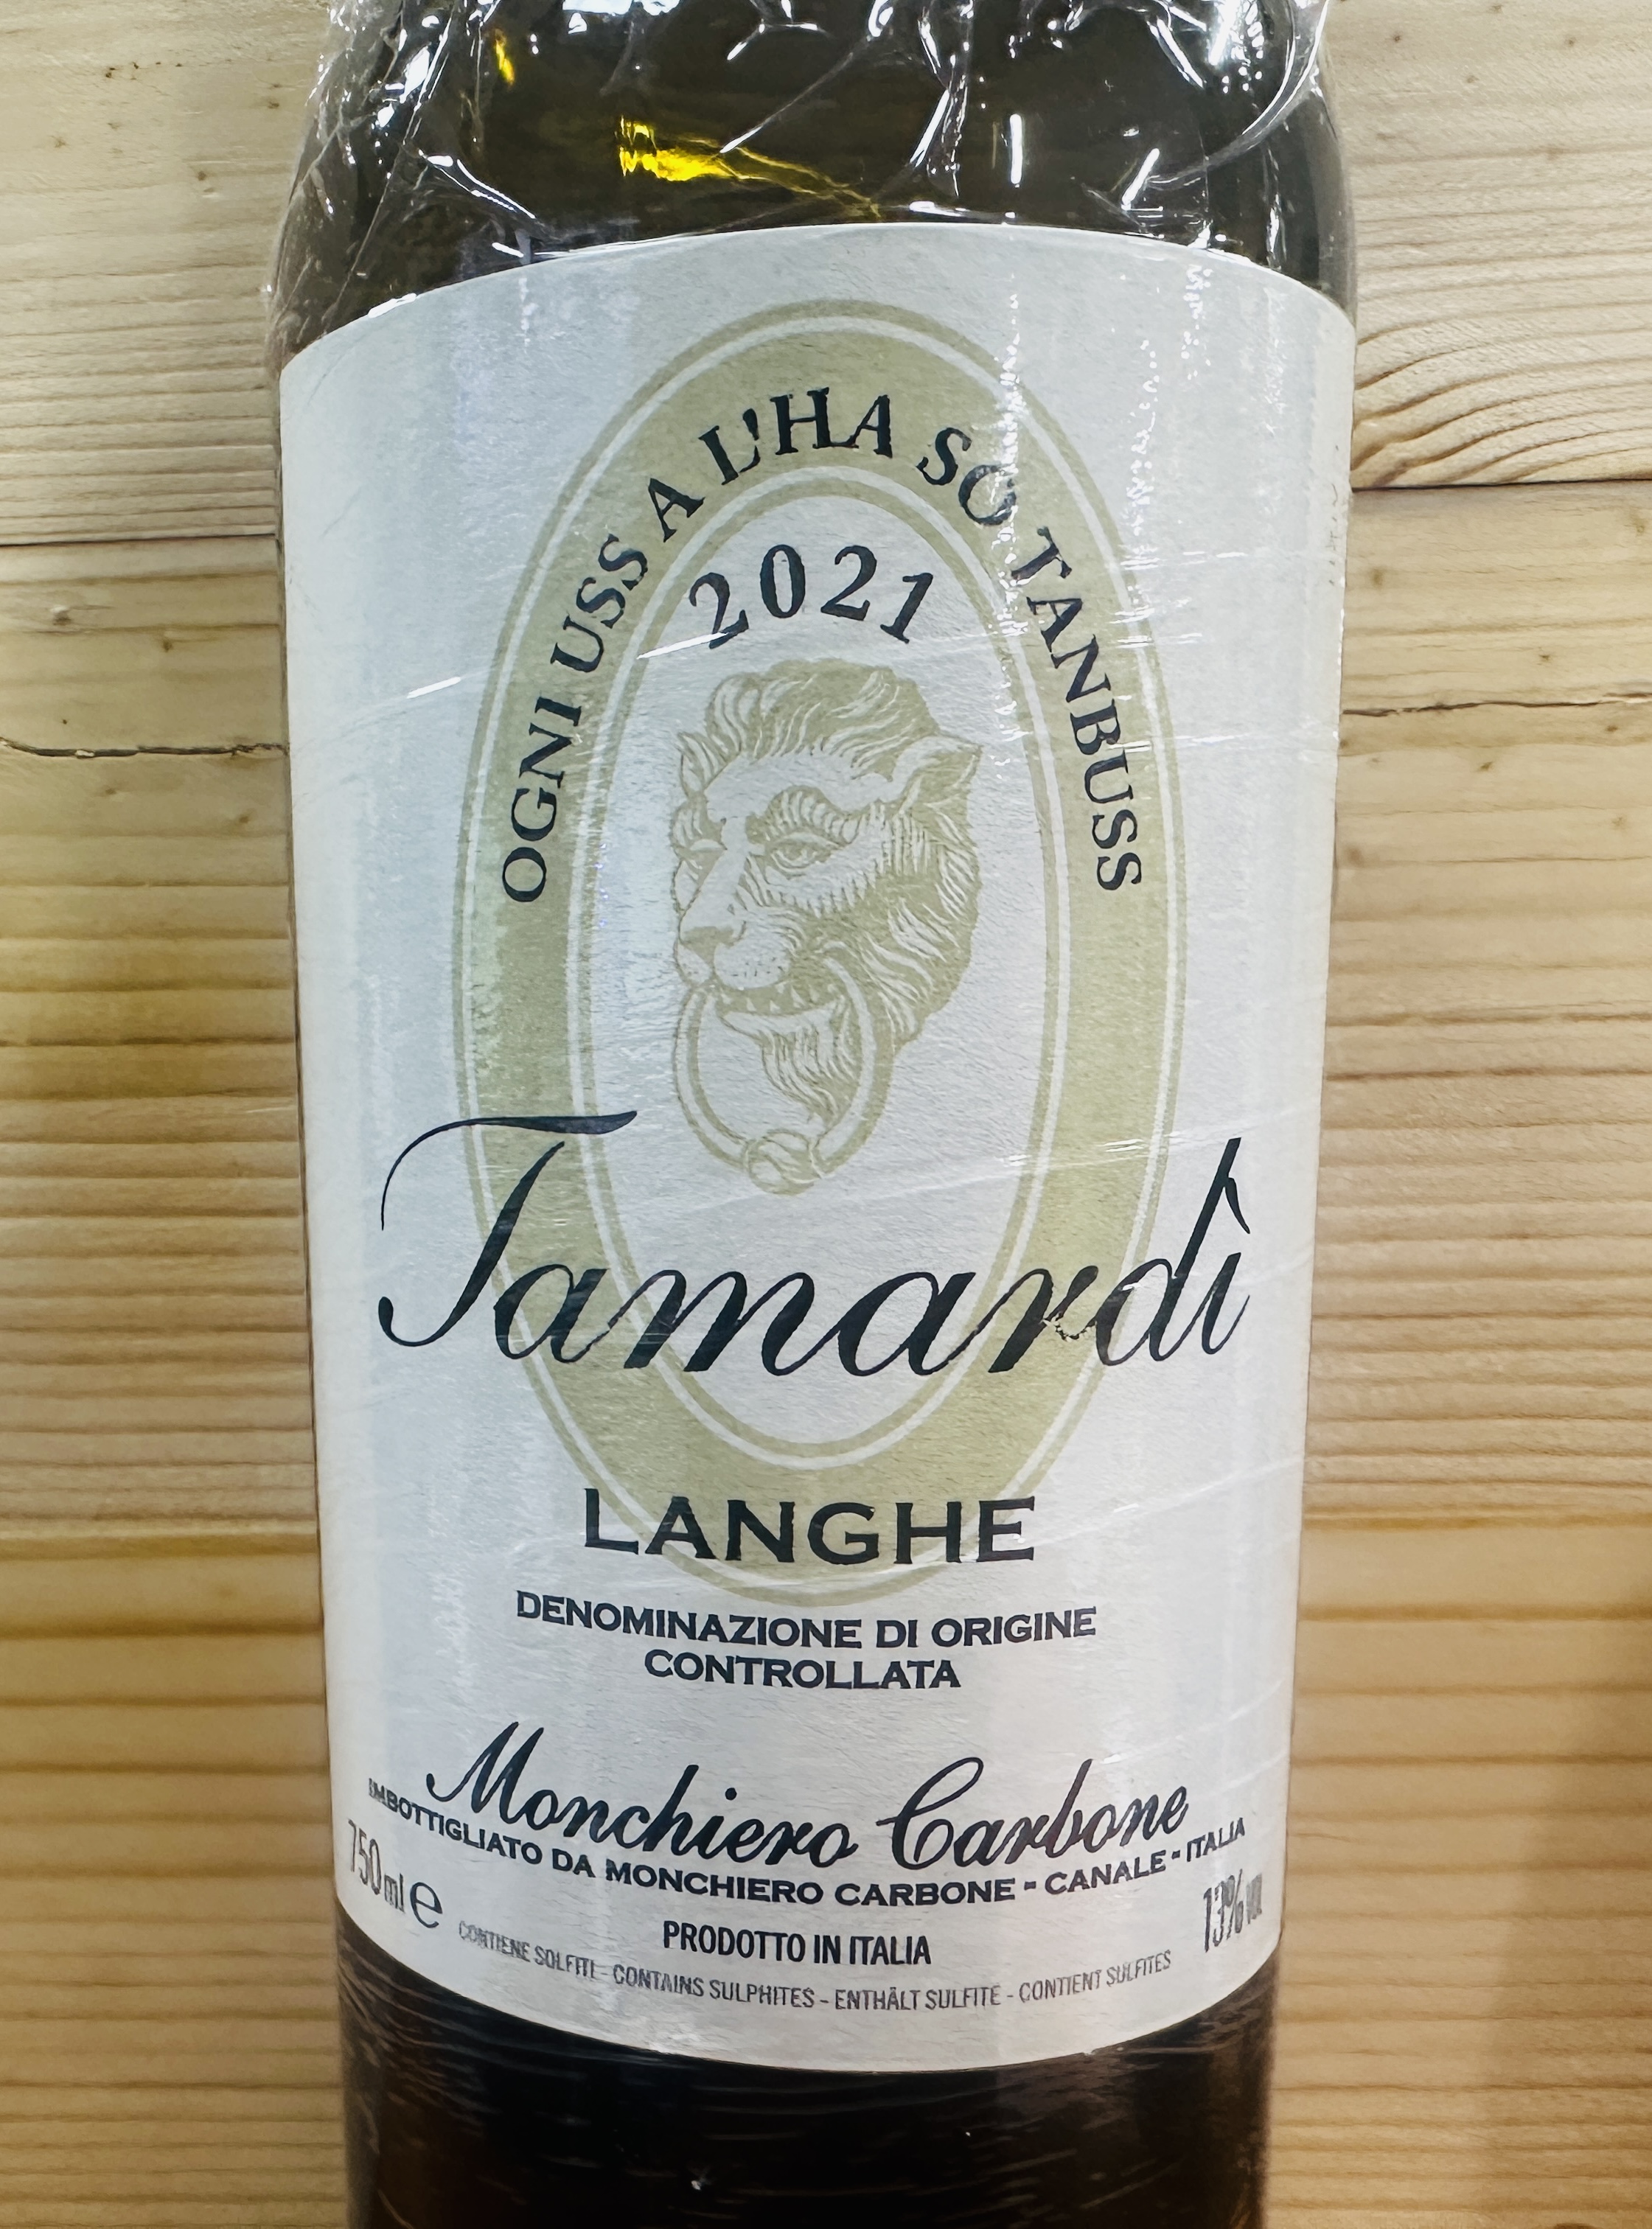 OGNI USS A L'HA SO TANBUSS
2021
Tamardî
LANGHE
DENOMINAZIONE DI ORIGINE
CONTROLLATA
Monchiero Carbone
IMBOTTIGLIATO DA MONCHIERO CARBONE - CANALE - ITALIA
750 ml e
13% vol
PRODOTTO IN ITALIA
CONTIENE SOLFITI - CONTAINS SULPHITES - ENTHÄLT SULFITE - CONTIENT SULFITES